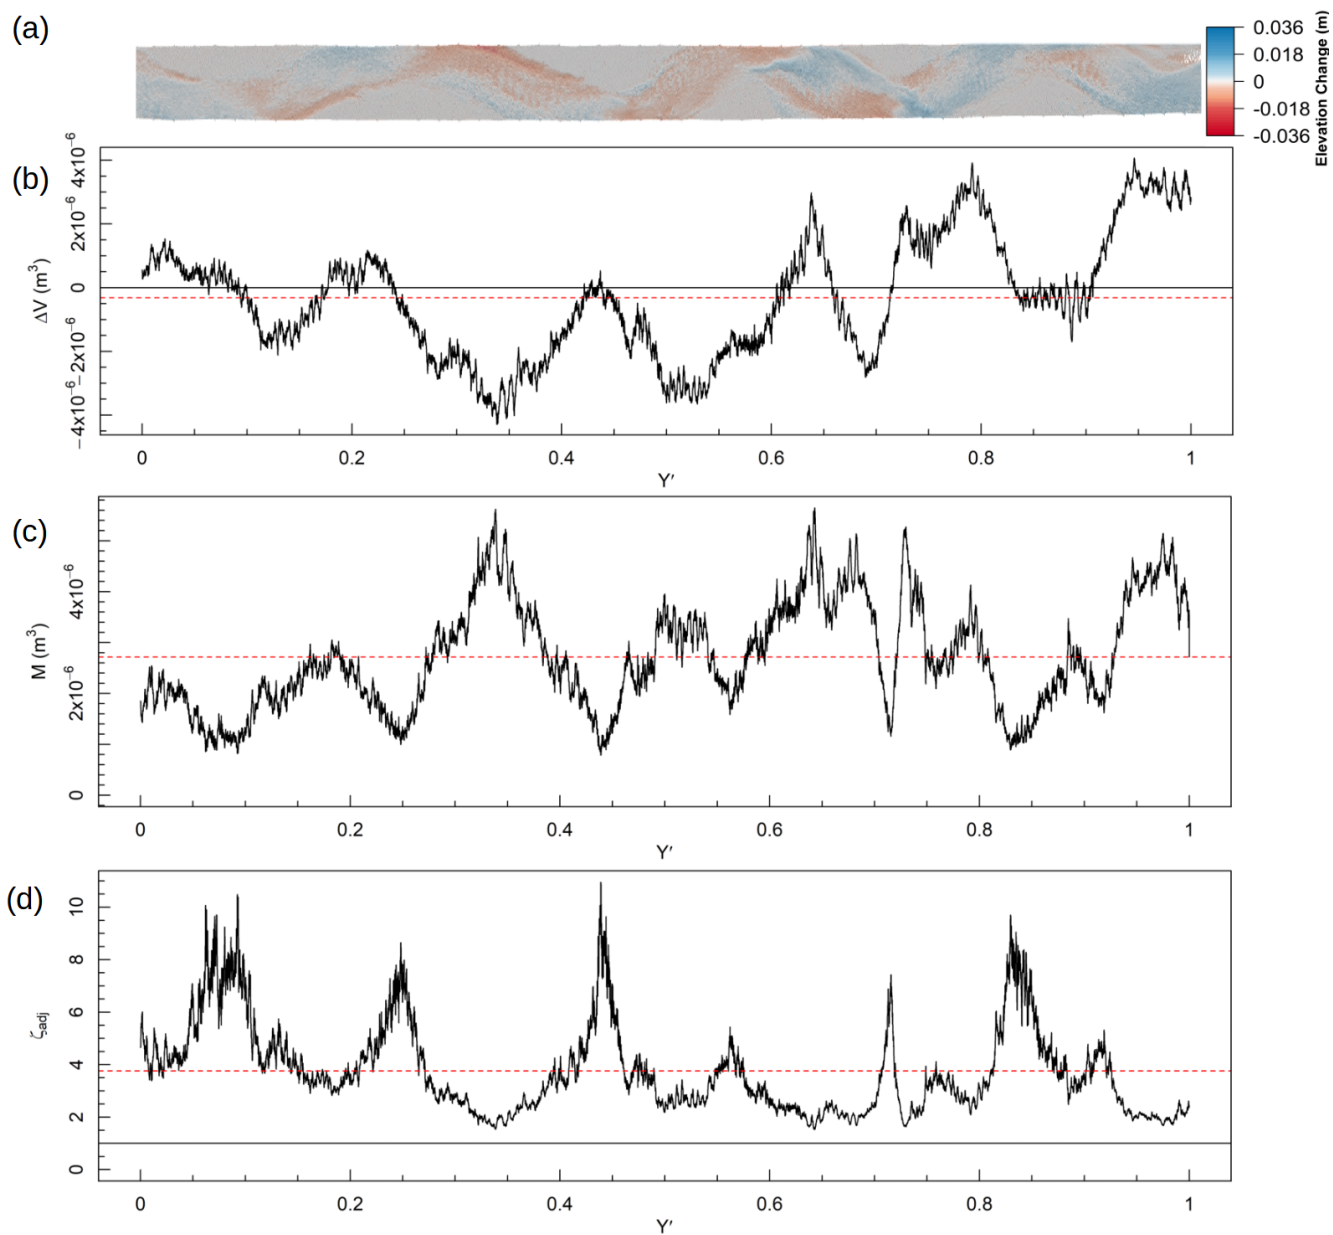 (a)
0.036
0.018
0
-0.018
-0.036
Elevation Change (m)
(b)
ΔV (m³)
4x10⁻⁶
2x10⁻⁶
0
−2x10⁻⁶
−4x10⁻⁶
0 0.2 0.4 0.6 0.8 1
Y′
(c)
M (m³)
4x10⁻⁶
2x10⁻⁶
0
0 0.2 0.4 0.6 0.8 1
Y′
(d)
ζadj
10
8
6
4
2
0
0 0.2 0.4 0.6 0.8 1
Y′